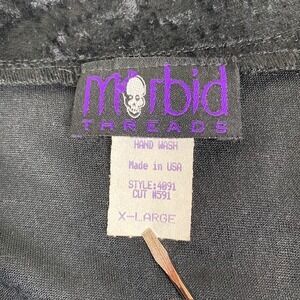 morbid
THREADS
HAND WASH
Made in USA
STYLE:4091
CUT #591
X-LARGE